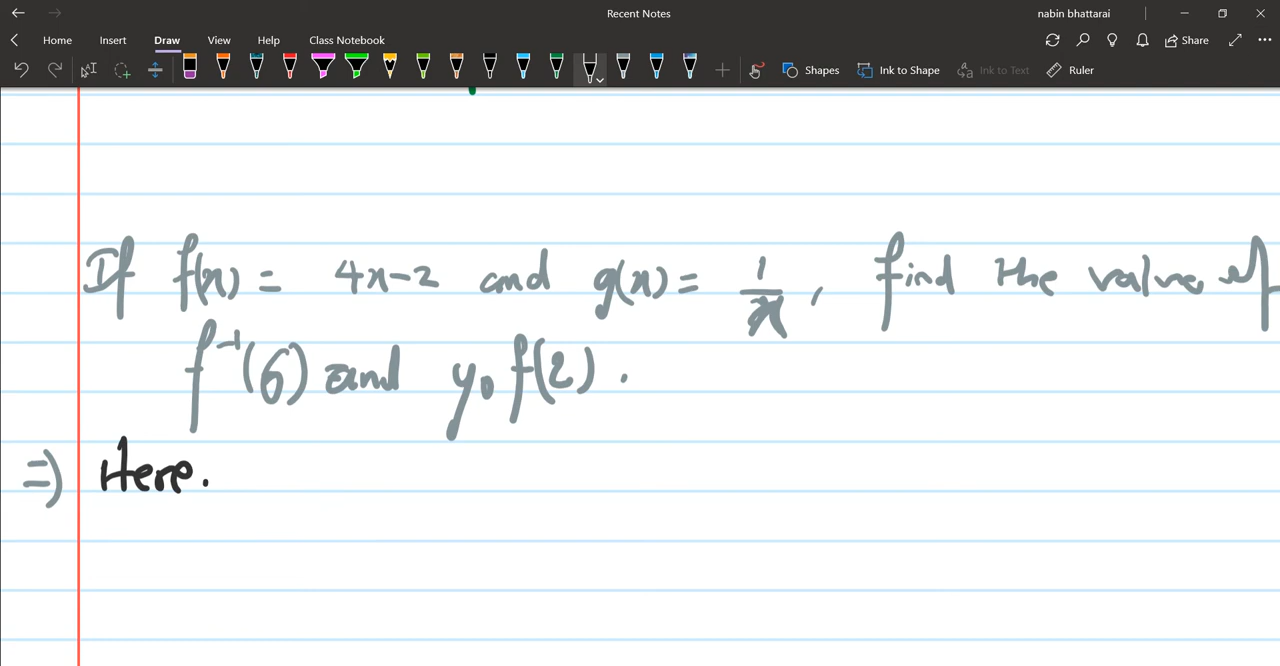 Recent Notes
nabin bhattarai
Home Insert Draw View Help Class Notebook
Share
Shapes Ink to Shape Ink to Text Ruler
If f(x) = 4x-2 and g(x) = 1/x, find the value of
f⁻¹(6) and yof(2).
=) Here.